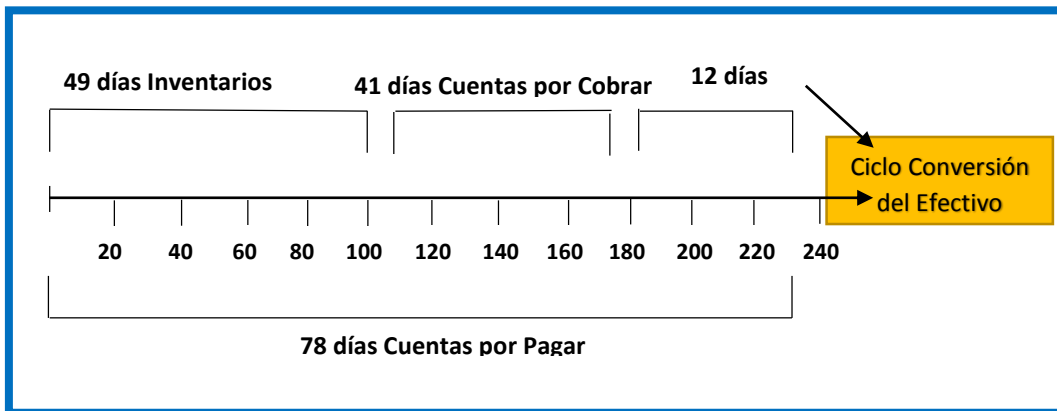 49 días Inventarios
41 días Cuentas por Cobrar
12 días
Ciclo Conversión
del Efectivo
20 40 60 80 100 120 140 160 180 200 220 240
78 días Cuentas por Pagar